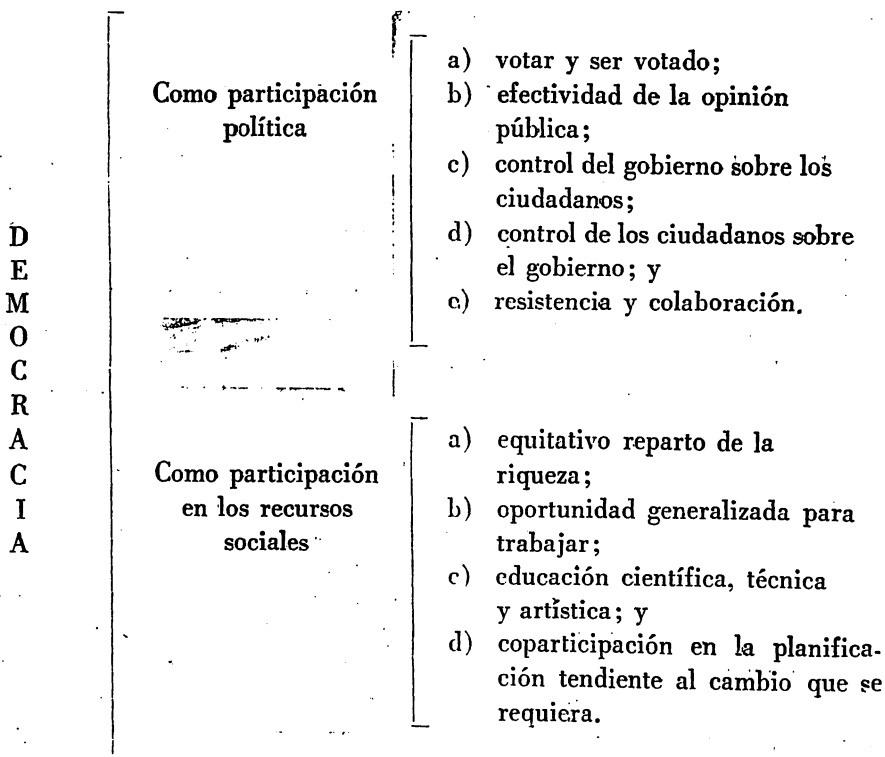 DEMOCRACIA
Como participación
política
a) votar y ser votado;
b) efectividad de la opinión
pública;
c) control del gobierno sobre los
ciudadanos;
d) control de los ciudadanos sobre
el gobierno; y
e) resistencia y colaboración.
Como participación
en los recursos
sociales
a) equitativo reparto de la
riqueza;
b) oportunidad generalizada para
trabajar;
c) educación científica, técnica
y artística; y
d) coparticipación en la planifica-
ción tendiente al cambio que se
requiera.